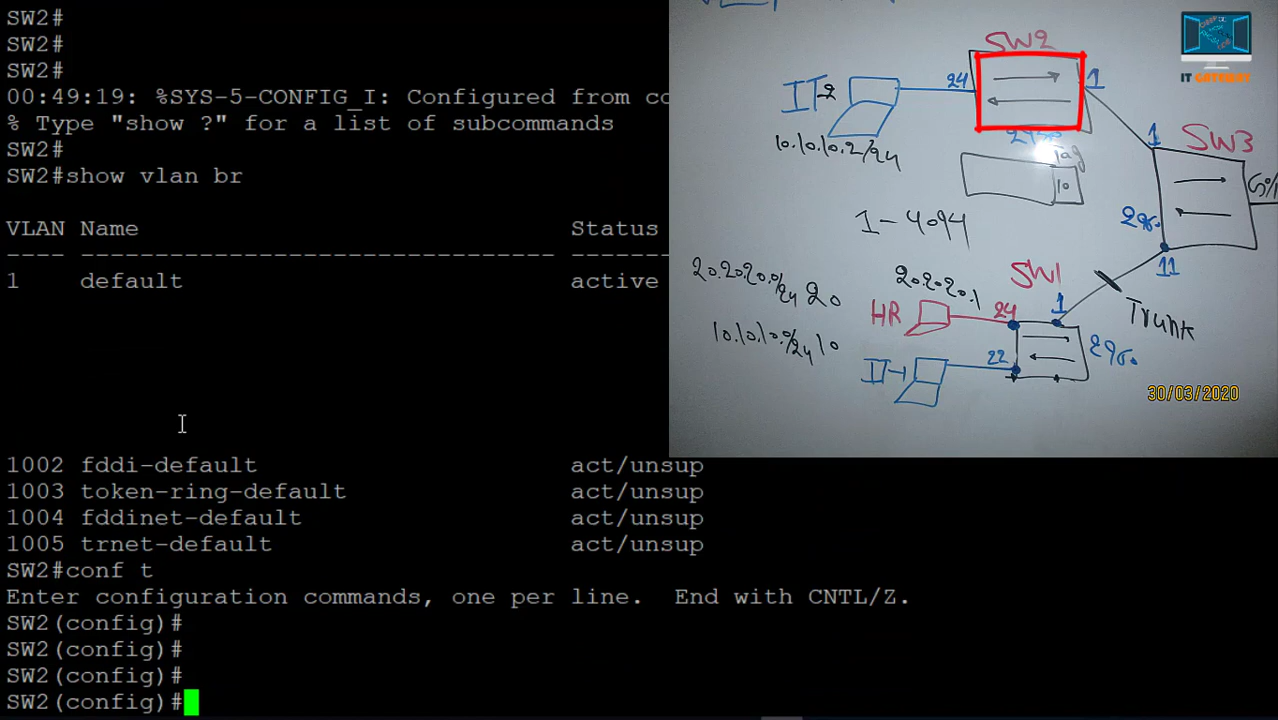 SW2#
SW2#
SW2#
00:49:19: %SYS-5-CONFIG_I: Configured from co
% Type "show ?" for a list of subcommands
SW2#
SW2#show vlan br
VLAN Name Status
---- -------------------------------- ------
1 default active
1002 fddi-default act/unsup
1003 token-ring-default act/unsup
1004 fddinet-default act/unsup
1005 trnet-default act/unsup
SW2#conf t
Enter configuration commands, one per line. End with CNTL/Z.
SW2(config)#
SW2(config)#
SW2(config)#
SW2(config)#
IT GATEWAY
SW2
IT-2
24
1
10.10.10.2/24
Tag
10
1
SW3
1-4094
11
20.20.20.0/24 20
20.20.20.1
SW1
HR
24
1
Trunk
10.10.10.0/24 10
22
2960
30/03/2020